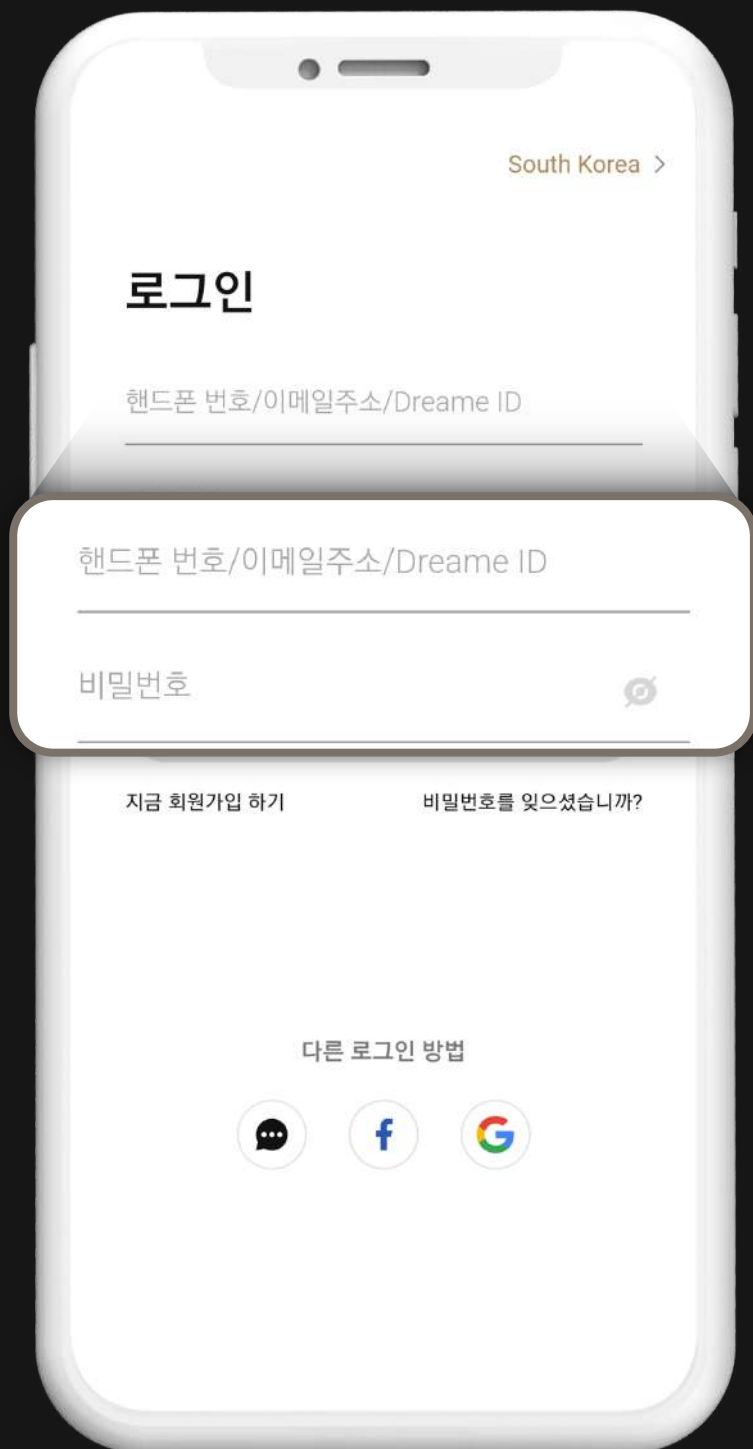 South Korea >
로그인
핸드폰 번호/이메일주소/Dreame ID
핸드폰 번호/이메일주소/Dreame ID
비밀번호
지금 회원가입 하기
비밀번호를 잊으셨습니까?
다른 로그인 방법